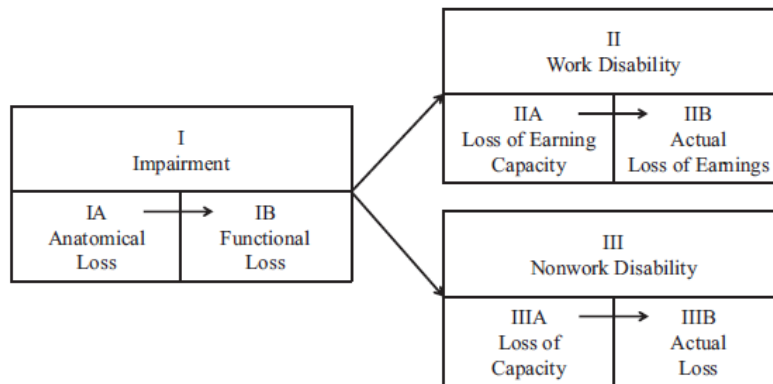 I
Impairment
IA
Anatomical
Loss
IB
Functional
Loss
II
Work Disability
IIA
Loss of Earning
Capacity
IIB
Actual
Loss of Earnings
III
Nonwork Disability
IIIA
Loss of
Capacity
IIIB
Actual
Loss